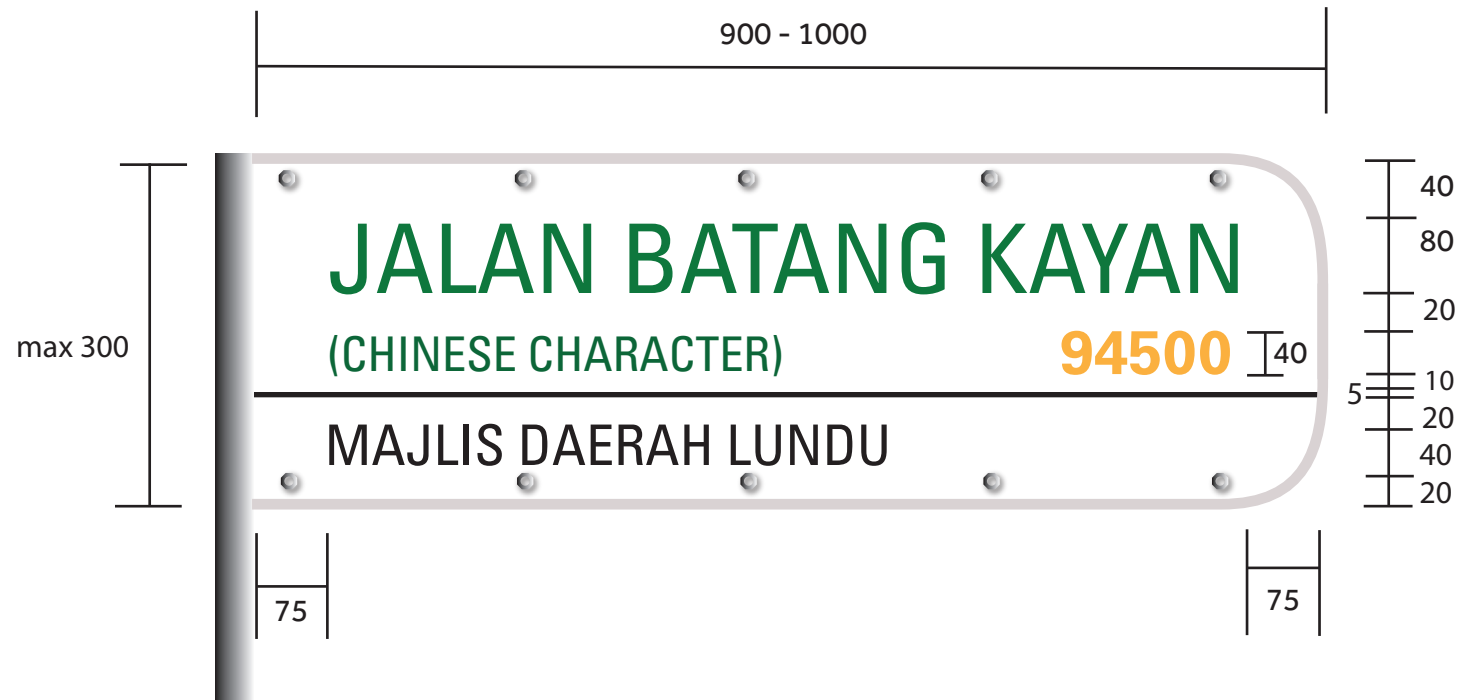 900 - 1000
40
JALAN BATANG KAYAN
80
20
max 300
(CHINESE CHARACTER) 94500 40
10
5
20
MAJLIS DAERAH LUNDU
40
20
75
75